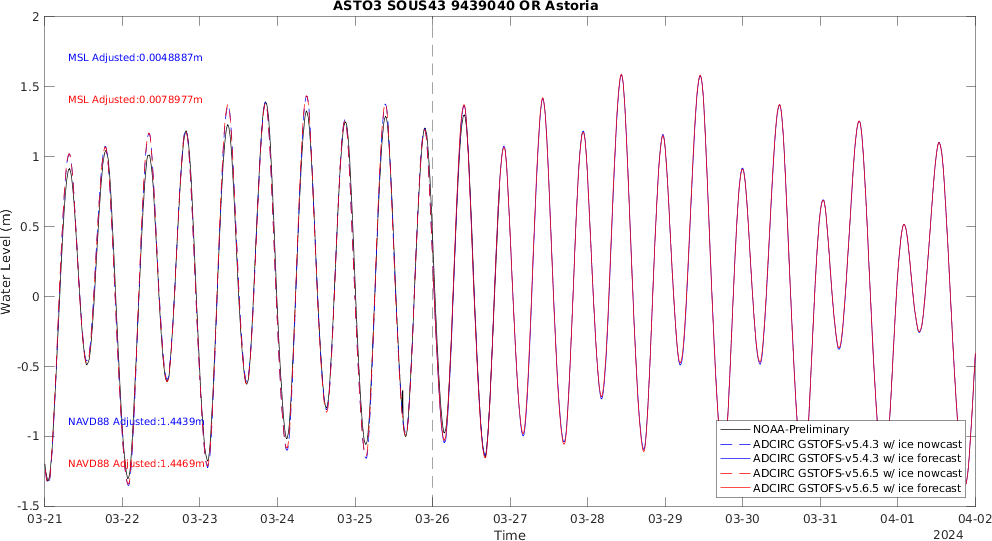 ASTO3 SOUS43 9439040 OR Astoria
2
1.5
1
0.5
0
-0.5
-1
-1.5
Water Level (m)
MSL Adjusted:0.0048887m
MSL Adjusted:0.0078977m
NAVD88 Adjusted:1.4439m
NAVD88 Adjusted:1.4469m
NOAA-Preliminary
ADCIRC GSTOFS-v5.4.3 w/ ice nowcast
ADCIRC GSTOFS-v5.4.3 w/ ice forecast
ADCIRC GSTOFS-v5.6.5 w/ ice nowcast
ADCIRC GSTOFS-v5.6.5 w/ ice forecast
03-21 03-22 03-23 03-24 03-25 03-26 03-27 03-28 03-29 03-30 03-31 04-01 04-02
Time
2024